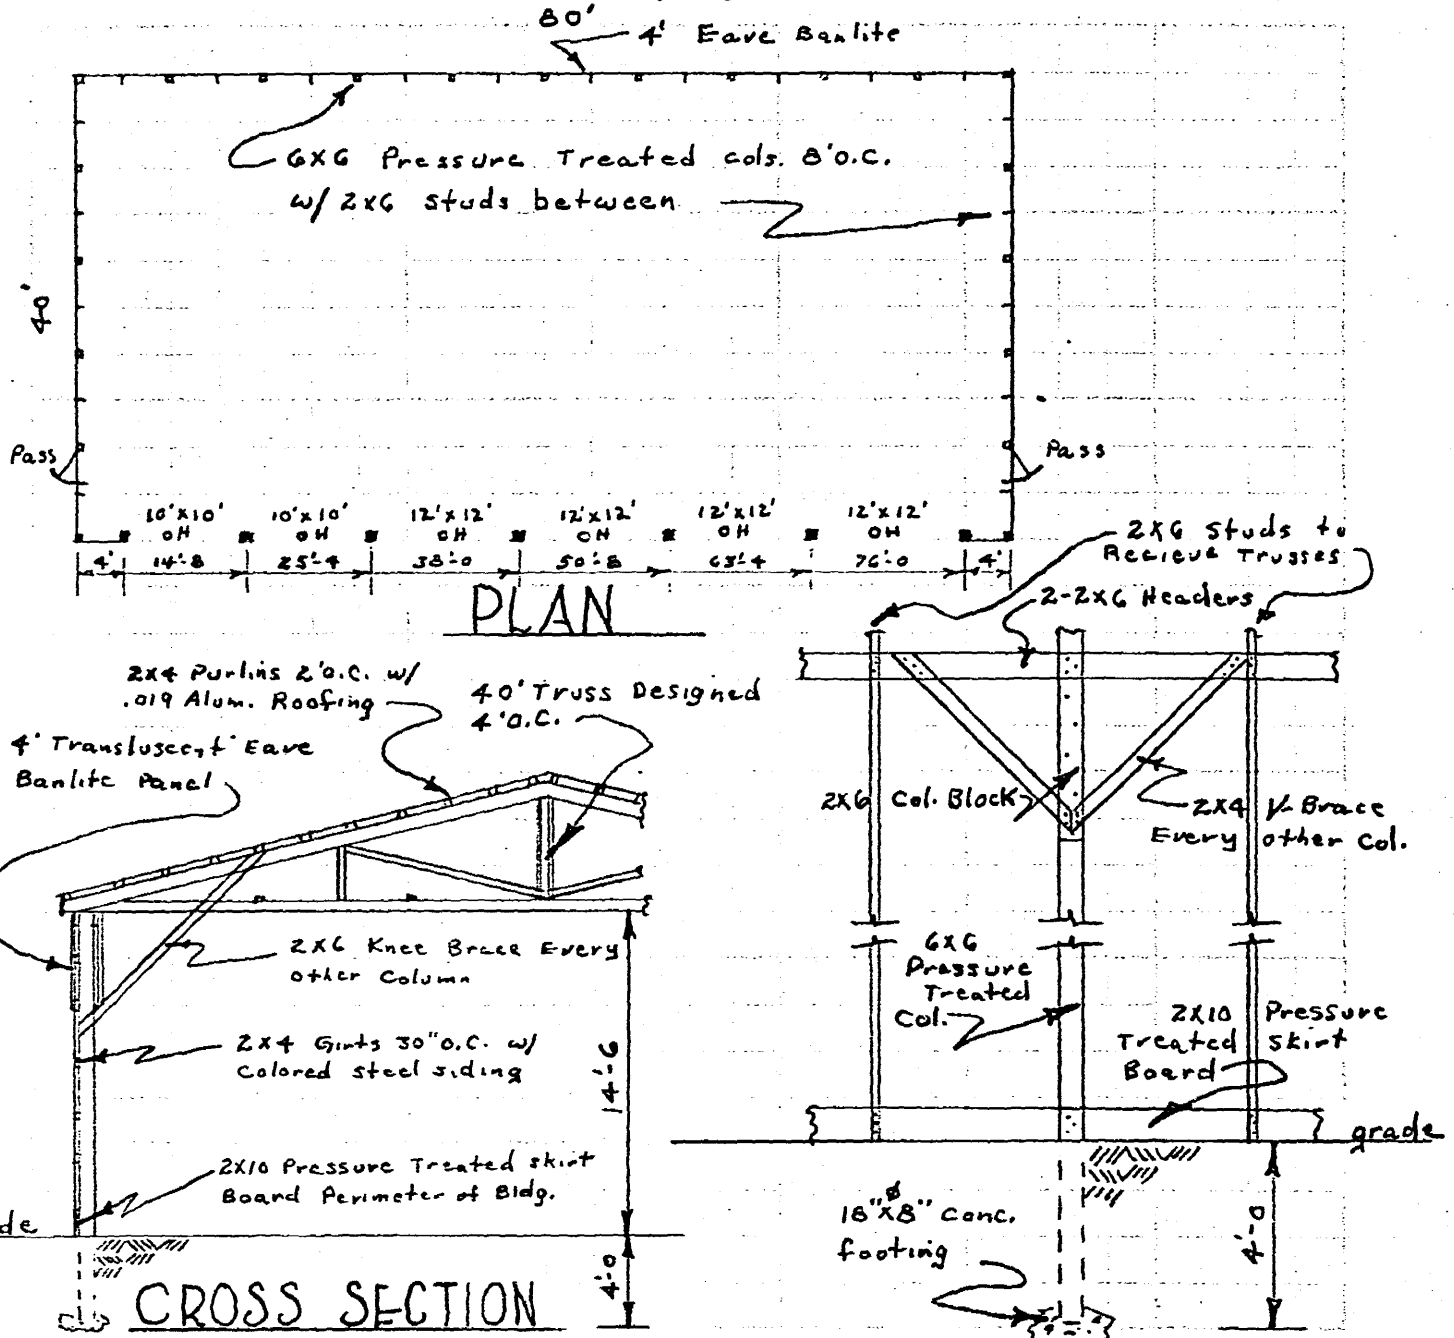 80'
4' Eave Banlite
6x6 Pressure Treated cols. 8'O.C.
w/ 2x6 studs between
40'
Pass
Pass
10'x10' 10'x10' 12'x12' 12'x12' 12'x12' 12'x12'
OH OH OH OH OH OH
4' 14'-8 25'-4 38'-0 50'-8 63'-4 76'-0 4'
PLAN
2x6 Studs to
Recieve Trusses
2-2x6 Headers
2x6 Col. Block
2x4 V-Brace
Every other Col.
6x6
Pressure
Treated
Col.
2x10 Pressure
Treated skirt
Board
grade
18"øx8" Conc.
footing
4'-0
2x4 Purlins 2'O.C. w/
.019 Alum. Roofing
40' Truss Designed
4'O.C.
4' Transluscent Eave
Banlite Panel
2x6 Knee Brace Every
other Column
2x4 Girts 30"O.C. w/
Colored steel siding
14'-6
2x10 Pressure Treated skirt
Board Perimeter of Bldg.
de
4'-0
CROSS SECTION